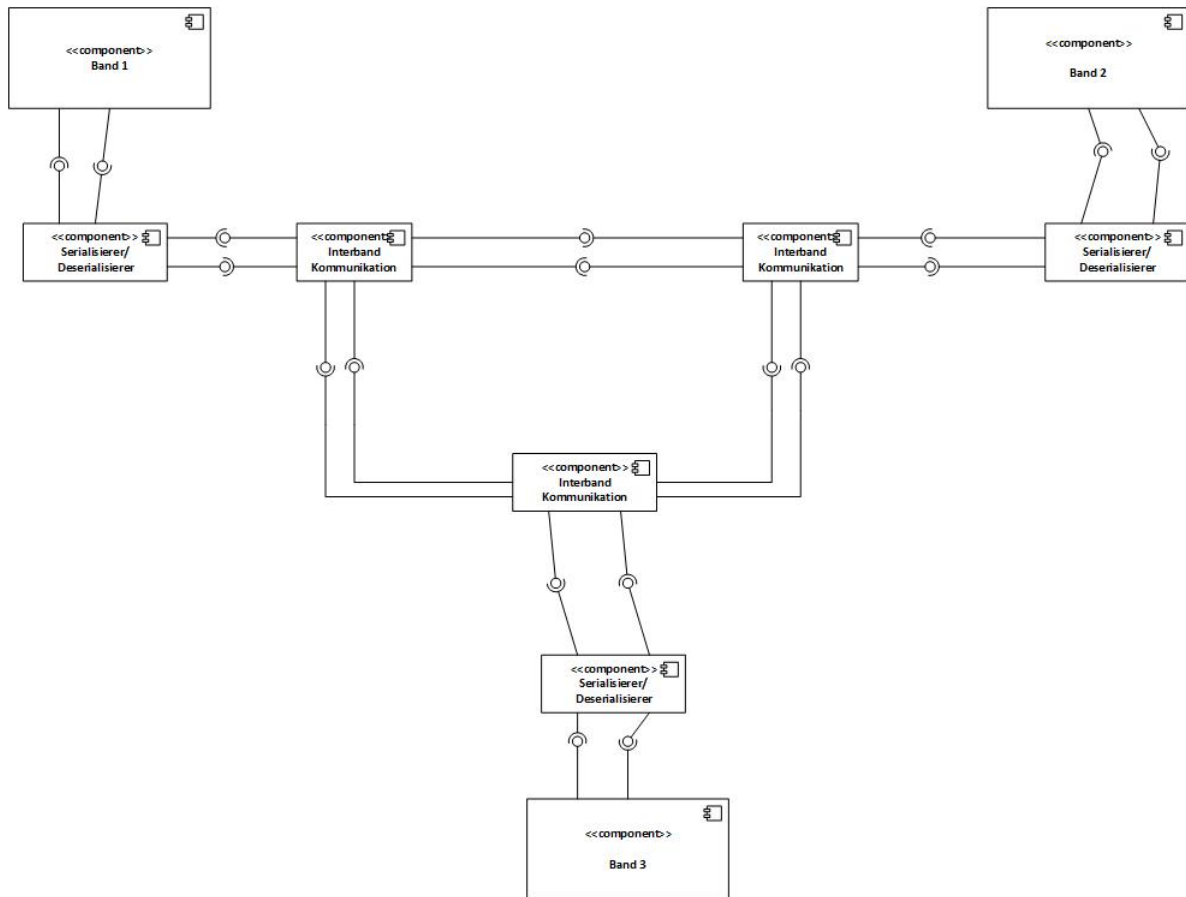 <<component>>
Band 1
<<component>>
Band 2
<<component>>
Serialisierer/
Deserialisierer
<<component>>
Interband
Kommunikation
<<component>>
Interband
Kommunikation
<<component>>
Serialisierer/
Deserialisierer
<<component>>
Interband
Kommunikation
<<component>>
Serialisierer/
Deserialisierer
<<component>>
Band 3